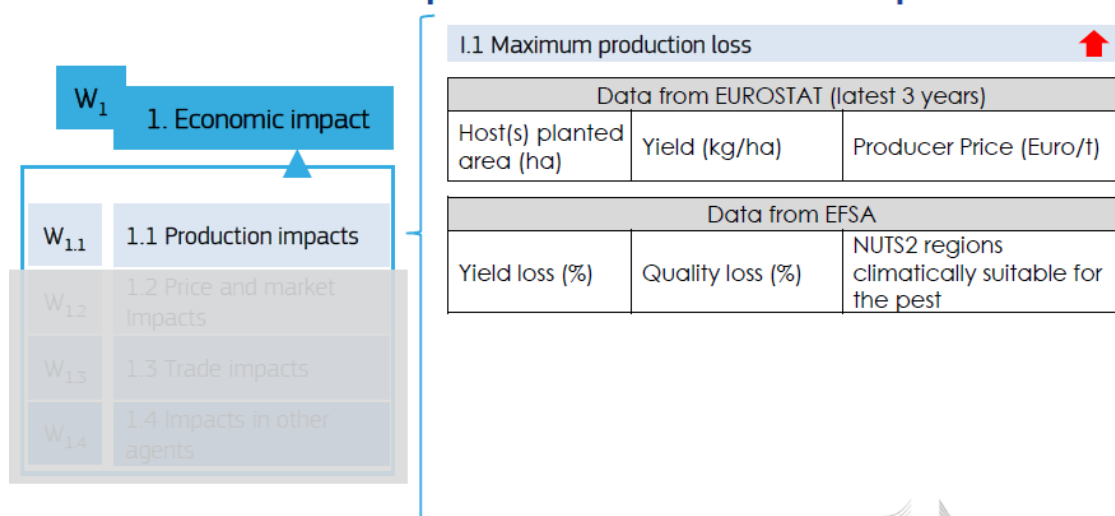 W1
1. Economic impact
W1.1
1.1 Production impacts
W1.2
1.2 Price and market
Impacts
W1.3
1.3 Trade impacts
W1.4
1.4 Impacts in other
agents
I.1 Maximum production loss
Data from EUROSTAT (latest 3 years)
Host(s) planted
area (ha)
Yield (kg/ha)
Producer Price (Euro/t)
Data from EFSA
Yield loss (%)
Quality loss (%)
NUTS2 regions
climatically suitable for
the pest